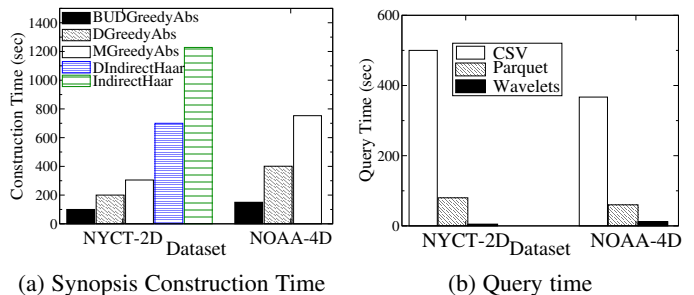 BUDGreedyAbs
DGreedyAbs
MGreedyAbs
DIndirectHaar
IndirectHaar
1400
1200
1000
800
600
400
200
0
Construction Time (sec)
NYCT-2D
NOAA-4D
Dataset
(a) Synopsis Construction Time
CSV
Parquet
Wavelets
600
400
200
0
Query Time (sec)
NYCT-2D
Dataset
NOAA-4D
(b) Query time